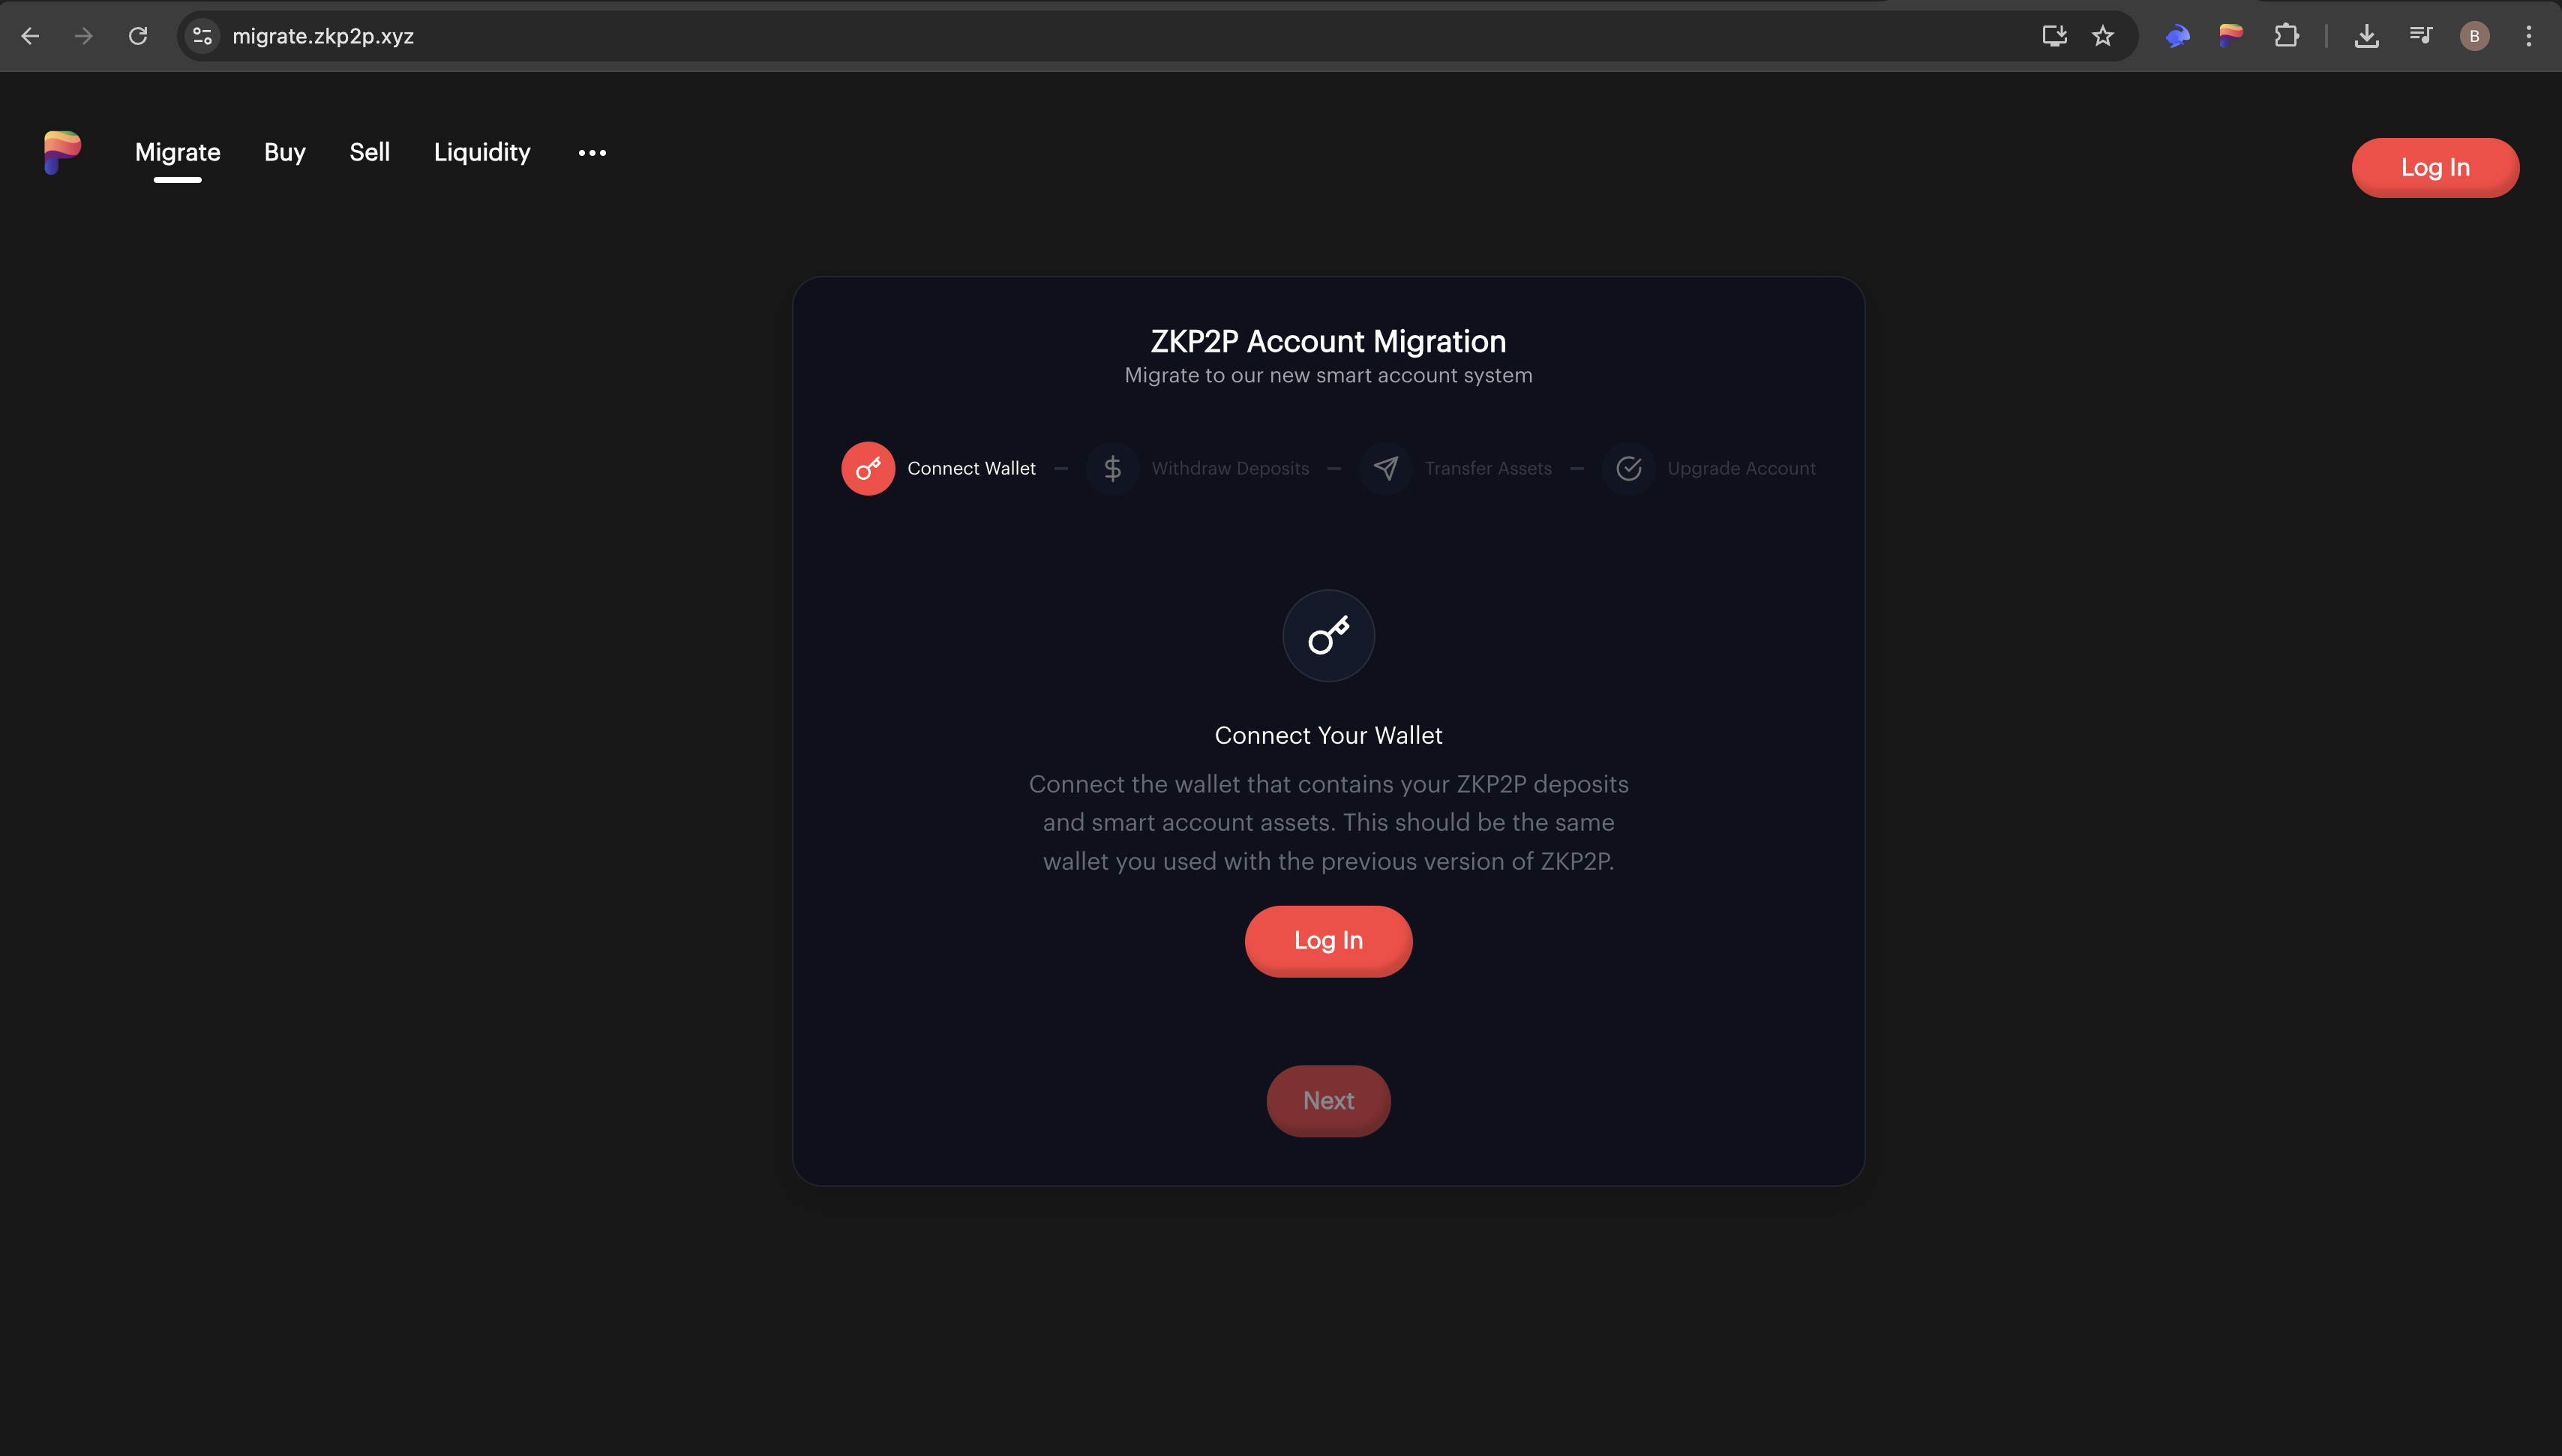 migrate.zkp2p.xyz
B
Migrate Buy Sell Liquidity
Log In
ZKP2P Account Migration
Migrate to our new smart account system
Connect Wallet
Withdraw Deposits
Transfer Assets
Upgrade Account
Connect Your Wallet
Connect the wallet that contains your ZKP2P deposits
and smart account assets. This should be the same
wallet you used with the previous version of ZKP2P.
Log In
Next